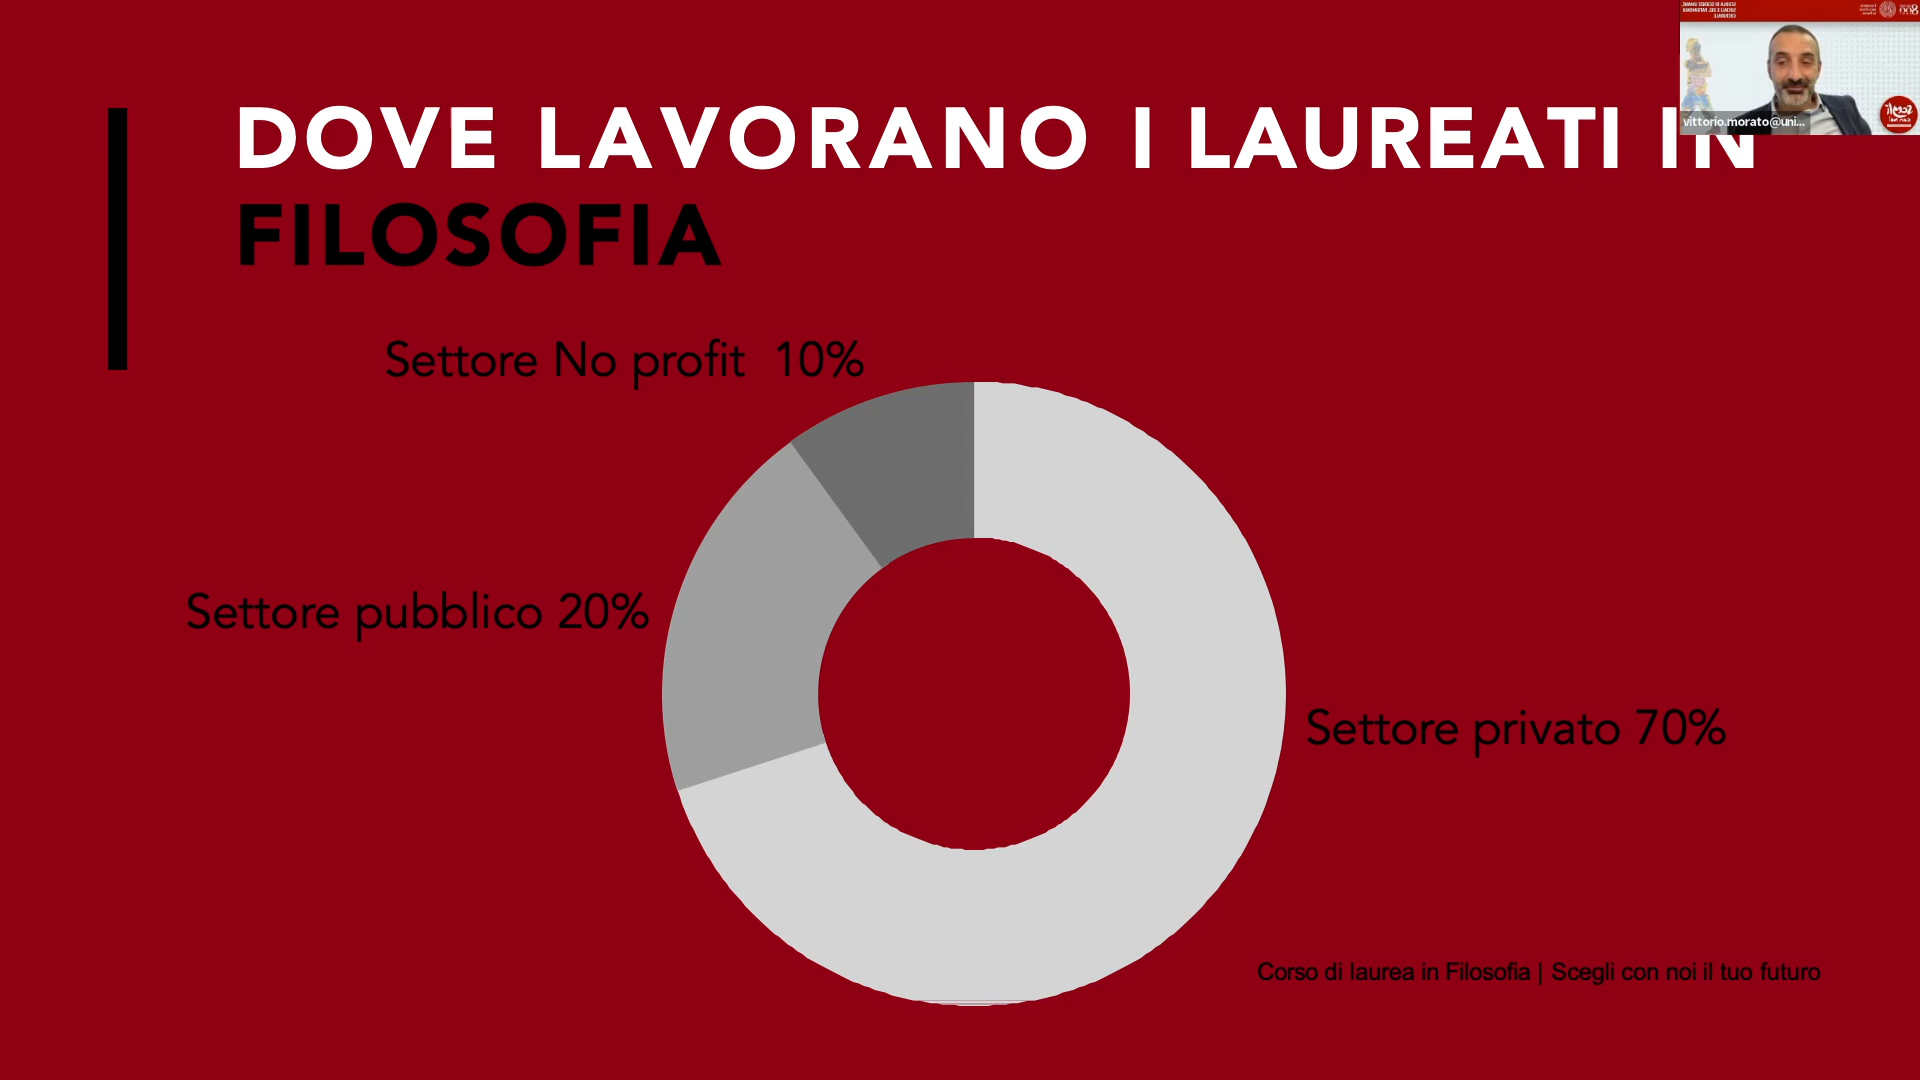 DOVE LAVORANO I LAUREATI IN
FILOSOFIA
vittorio.morato@uni...
Settore No profit 10%
Settore pubblico 20%
Settore privato 70%
Corso di laurea in Filosofia | Scegli con noi il tuo futuro